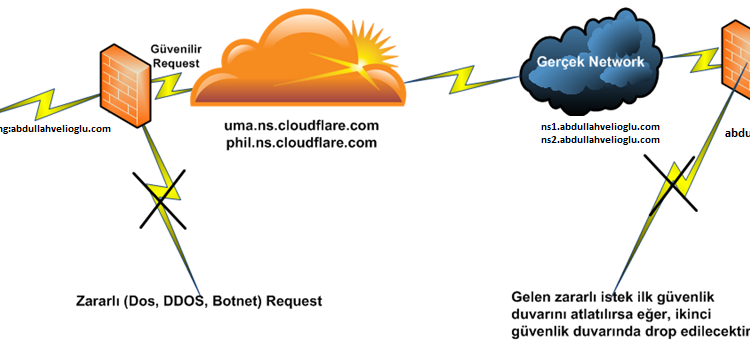 Güvenilir
Request
Gerçek Network
ng:abdullahvelioglu.com
uma.ns.cloudflare.com
phil.ns.cloudflare.com
ns1.abdullahvelioglu.com
ns2.abdullahvelioglu.com
abdu
Zararlı (Dos, DDOS, Botnet) Request
Gelen zararlı istek ilk güvenlik
duvarını atlatılırsa eğer, ikinci
güvenlik duvarında drop edilecektir